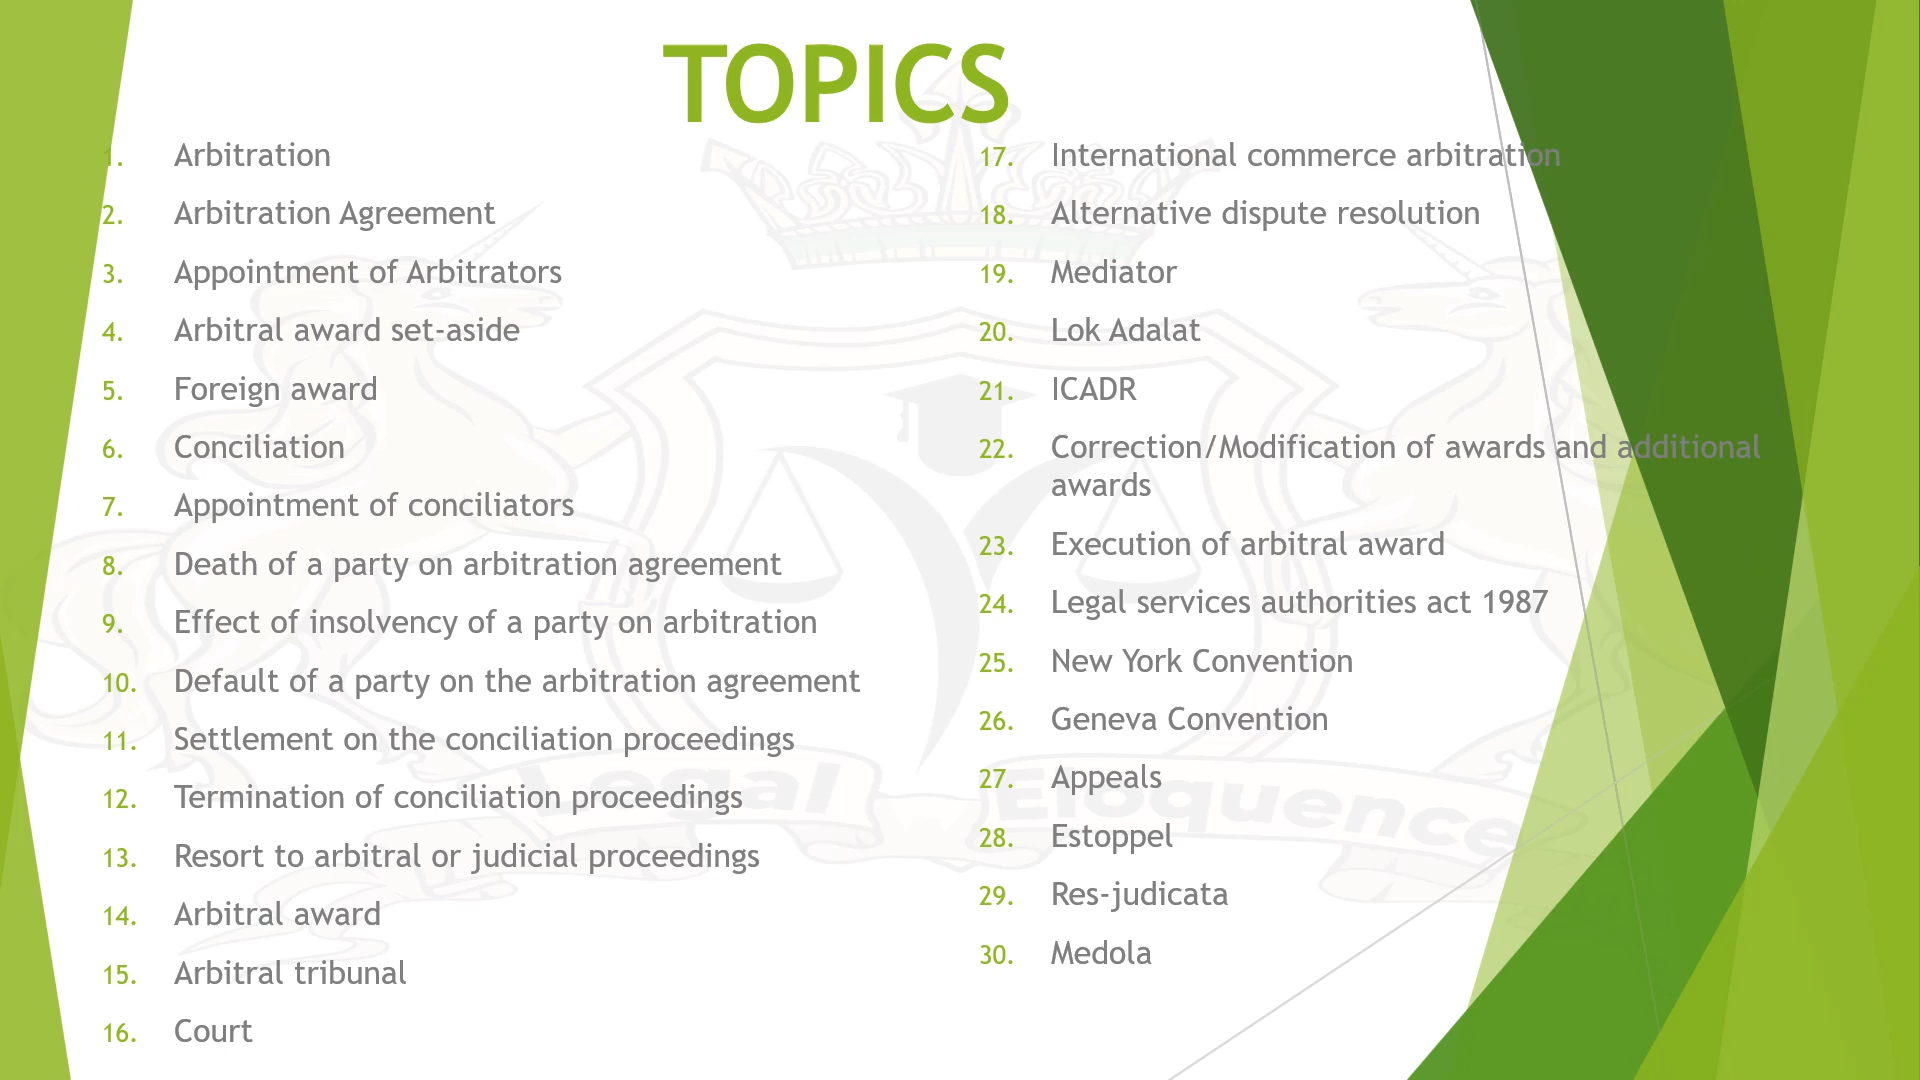 TOPICS
1. Arbitration
2. Arbitration Agreement
3. Appointment of Arbitrators
4. Arbitral award set-aside
5. Foreign award
6. Conciliation
7. Appointment of conciliators
8. Death of a party on arbitration agreement
9. Effect of insolvency of a party on arbitration
10. Default of a party on the arbitration agreement
11. Settlement on the conciliation proceedings
12. Termination of conciliation proceedings
13. Resort to arbitral or judicial proceedings
14. Arbitral award
15. Arbitral tribunal
16. Court
17. International commerce arbitration
18. Alternative dispute resolution
19. Mediator
20. Lok Adalat
21. ICADR
22. Correction/Modification of awards and additional
awards
23. Execution of arbitral award
24. Legal services authorities act 1987
25. New York Convention
26. Geneva Convention
27. Appeals
28. Estoppel
29. Res-judicata
30. Medola
Legal Eloquence